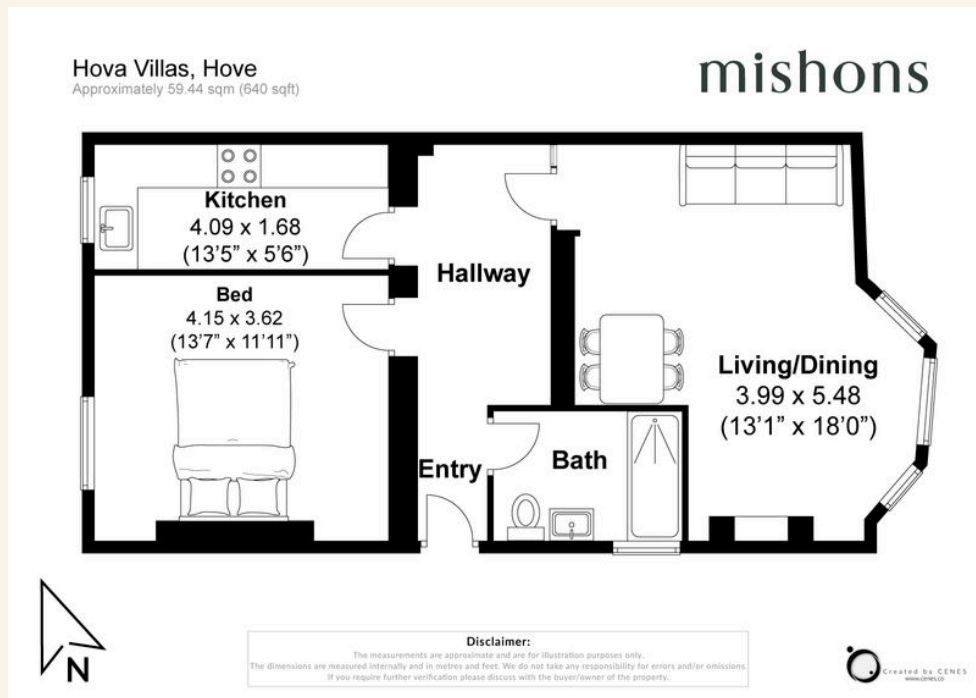 Hova Villas, Hove
Approximately 59.44 sqm (640 sqft)
mishons
Kitchen
4.09 x 1.68
(13’5” x 5’6”)
Hallway
Bed
4.15 x 3.62
(13’7” x 11’11”)
Living/Dining
3.99 x 5.48
(13’1” x 18’0”)
Entry
Bath
N
Disclaimer:
The measurements are approximate and are for illustration purposes only.
The dimensions are measured internally and in metres and feet. We do not take any responsibility for errors and/or omissions.
If you require further verification please discuss with the buyer/owner of the property.
Created by CENES
www.cenes.co